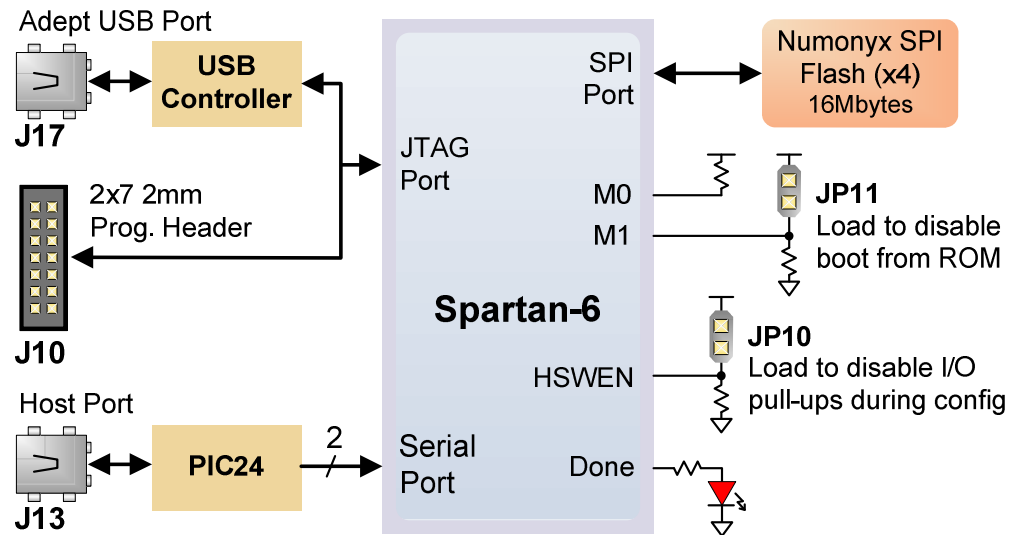 Adept USB Port
USB
Controller
J17
2x7 2mm
Prog. Header
J10
Host Port
PIC24
2
J13
SPI
Port
JTAG
Port
M0
M1
Spartan-6
HSWEN
Serial
Port
Done
Numonyx SPI
Flash (x4)
16Mbytes
JP11
Load to disable
boot from ROM
JP10
Load to disable I/O
pull-ups during config